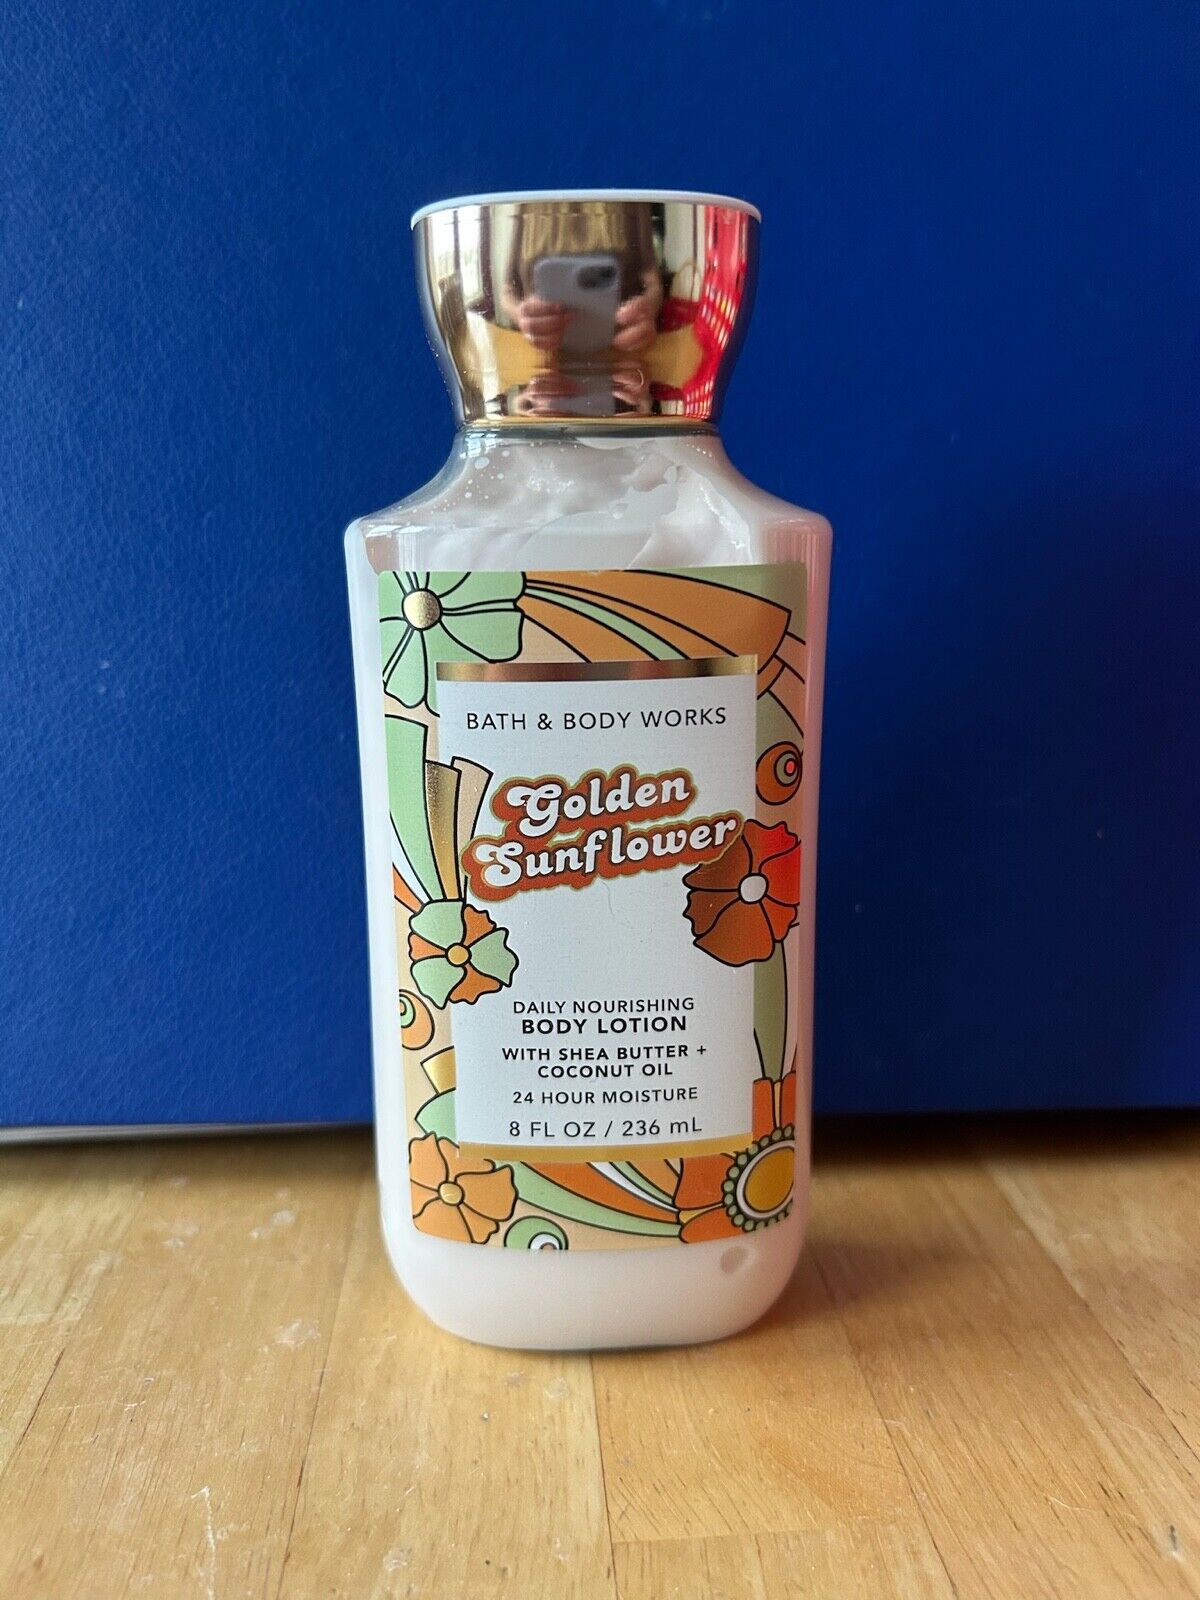 BATH & BODY WORKS
Golden
Sunflower
DAILY NOURISHING
BODY LOTION
WITH SHEA BUTTER +
COCONUT OIL
24 HOUR MOISTURE
8 FL OZ / 236 mL